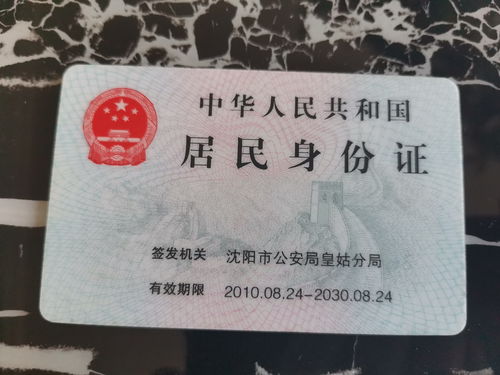 中华人民共和国
居民身份证
签发机关 沈阳市公安局皇姑分局
有效期限 2010.08.24-2030.08.24